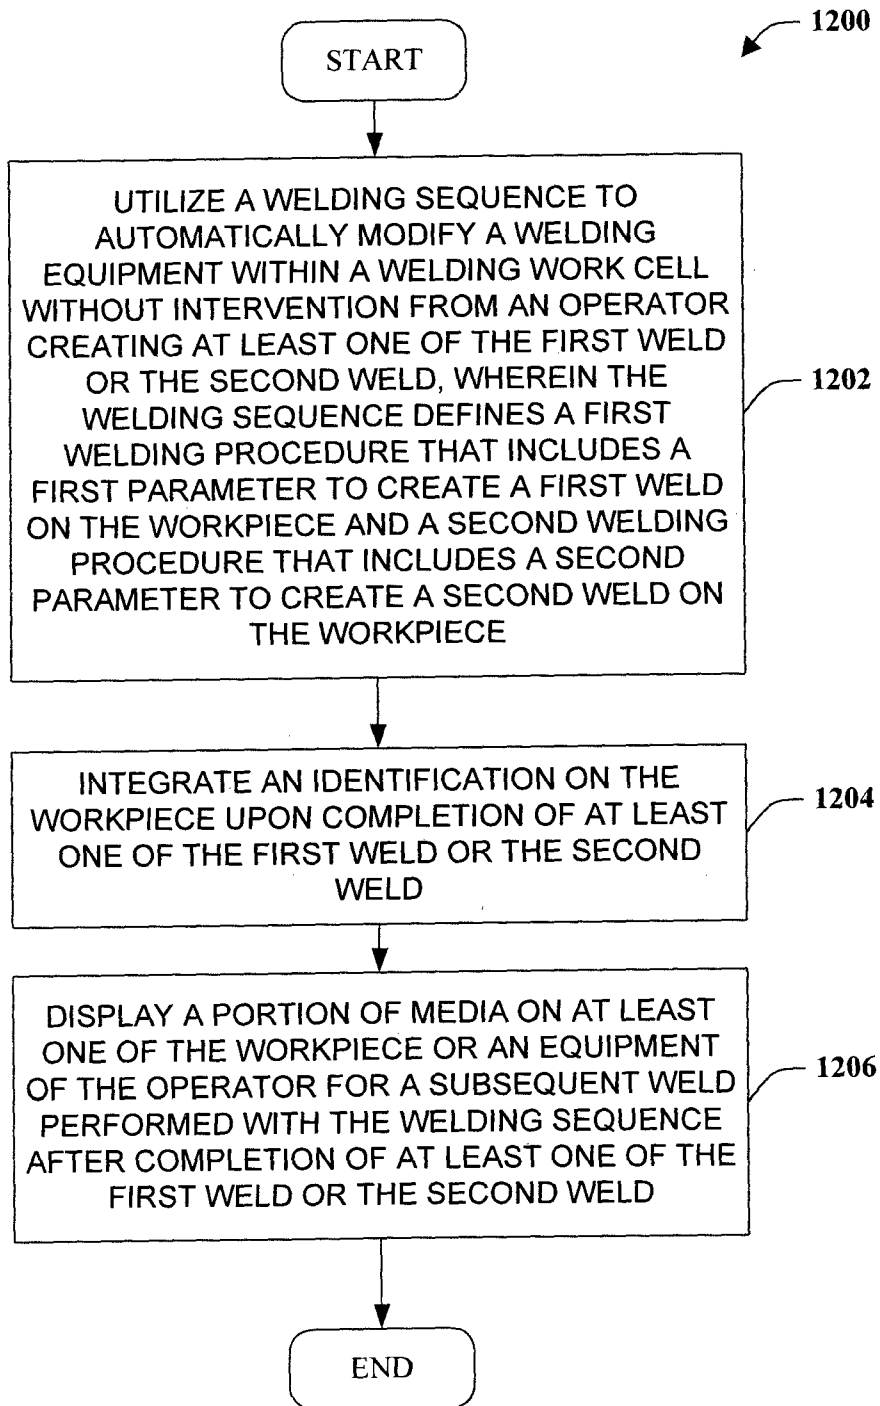 1200
START
UTILIZE A WELDING SEQUENCE TO
AUTOMATICALLY MODIFY A WELDING
EQUIPMENT WITHIN A WELDING WORK CELL
WITHOUT INTERVENTION FROM AN OPERATOR
CREATING AT LEAST ONE OF THE FIRST WELD
OR THE SECOND WELD, WHEREIN THE
WELDING SEQUENCE DEFINES A FIRST
WELDING PROCEDURE THAT INCLUDES A
FIRST PARAMETER TO CREATE A FIRST WELD
ON THE WORKPIECE AND A SECOND WELDING
PROCEDURE THAT INCLUDES A SECOND
PARAMETER TO CREATE A SECOND WELD ON
THE WORKPIECE
1202
INTEGRATE AN IDENTIFICATION ON THE
WORKPIECE UPON COMPLETION OF AT LEAST
ONE OF THE FIRST WELD OR THE SECOND
WELD
1204
DISPLAY A PORTION OF MEDIA ON AT LEAST
ONE OF THE WORKPIECE OR AN EQUIPMENT
OF THE OPERATOR FOR A SUBSEQUENT WELD
PERFORMED WITH THE WELDING SEQUENCE
AFTER COMPLETION OF AT LEAST ONE OF THE
FIRST WELD OR THE SECOND WELD
1206
END